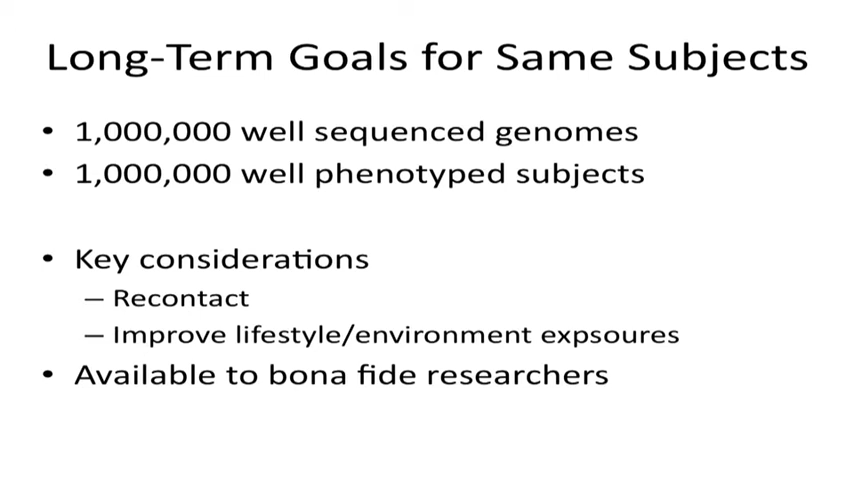 Long-Term Goals for Same Subjects
• 1,000,000 well sequenced genomes
• 1,000,000 well phenotyped subjects
• Key considerations
– Recontact
– Improve lifestyle/environment expsoures
• Available to bona fide researchers